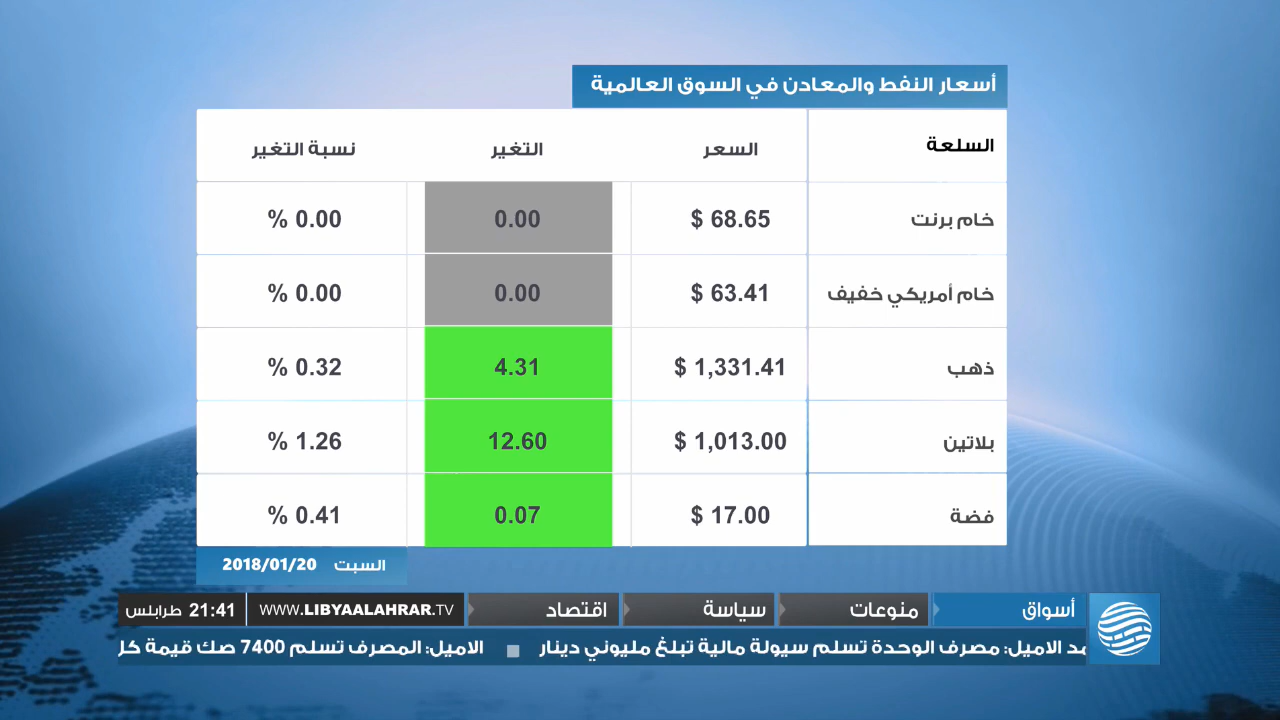 أسعار النفط والمعادن في السوق العالمية
السلعة السعر التغير نسبة التغير
خام برنت $ 68.65 0.00 % 0.00
خام أمريكي خفيف $ 63.41 0.00 % 0.00
ذهب $ 1,331.41 4.31 % 0.32
بلاتين $ 1,013.00 12.60 % 1.26
فضة $ 17.00 0.07 % 0.41
السبت 2018/01/20
أسواق منوعات سياسة اقتصاد WWW.LIBYAALAHRAR.TV 21:41 طرابلس
الاميل: مصرف الوحدة تسلم سيولة مالية تبلغ مليوني دينار ■ الاميل: المصرف تسلم 7400 صك قيمة